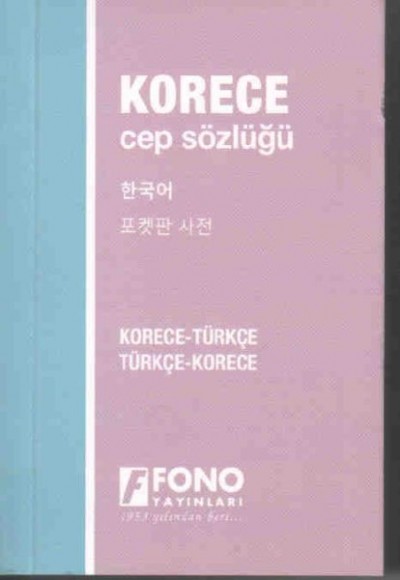 KORECE
cep sözlüğü
한국어
포켓판 사전
KORECE-TÜRKÇE
TÜRKÇE-KORECE
F FONO
YAYINLARI
1953 yılından beri...